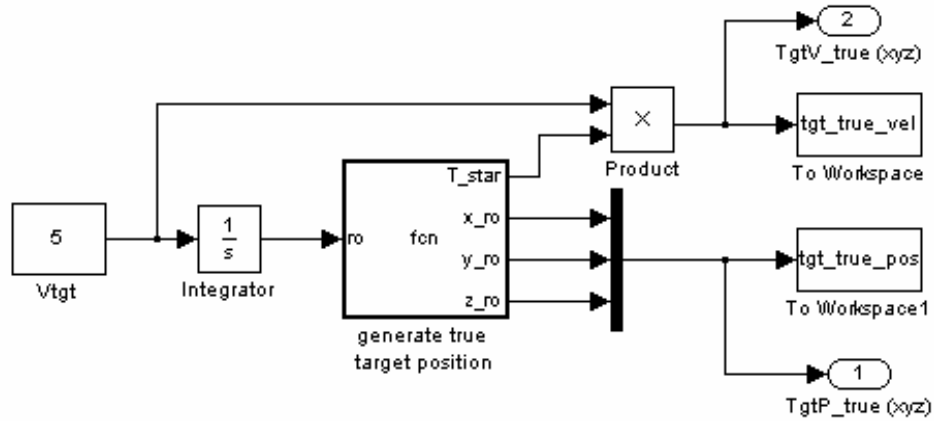 2
TgtV_true (xyz)
×
Product
tgt_true_vel
To Workspace
T_star
x_ro
ro
fcn
y_ro
z_ro
generate true
target position
5
Vtgt
1
s
Integrator
tgt_true_pos
To Workspace1
1
TgtP_true (xyz)